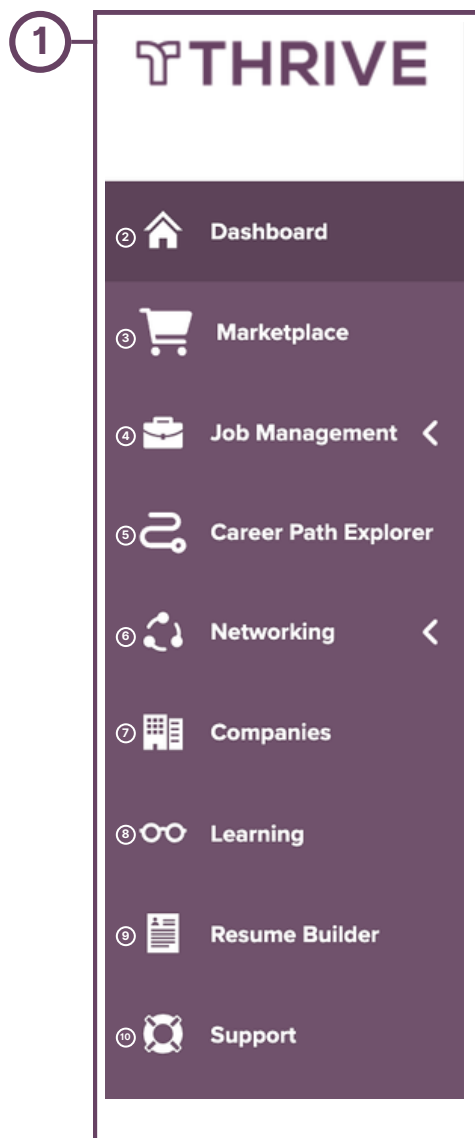 1
THRIVE
2 Dashboard
3 Marketplace
4 Job Management
5 Career Path Explorer
6 Networking
7 Companies
8 Learning
9 Resume Builder
10 Support